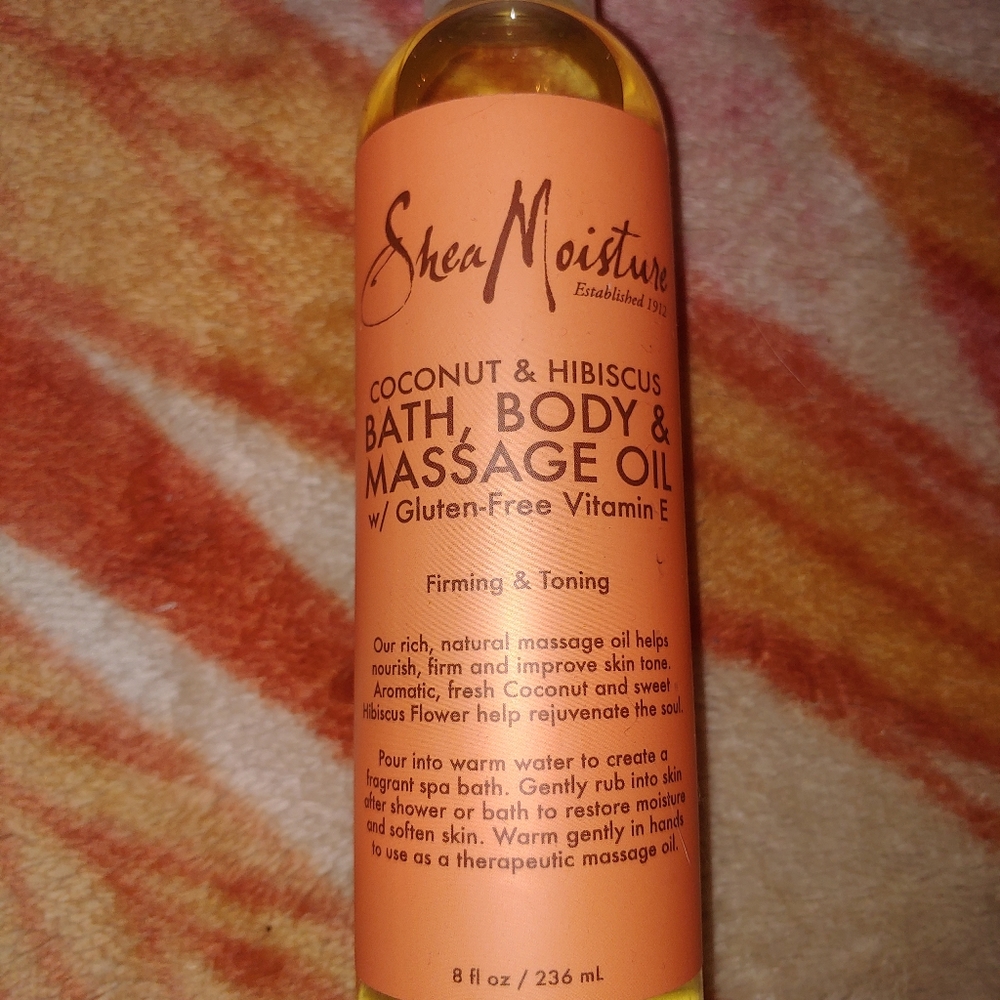 Shea Moisture
Established 1912
COCONUT & HIBISCUS
BATH, BODY &
MASSAGE OIL
w/ Gluten-Free Vitamin E
Firming & Toning
Our rich, natural massage oil helps
nourish, firm and improve skin tone.
Aromatic, fresh Coconut and sweet
Hibiscus Flower help rejuvenate the soul.
Pour into warm water to create a
fragrant spa bath. Gently rub into skin
after shower or bath to restore moisture
and soften skin. Warm gently in hands
to use as a therapeutic massage oil.
8 fl oz / 236 mL